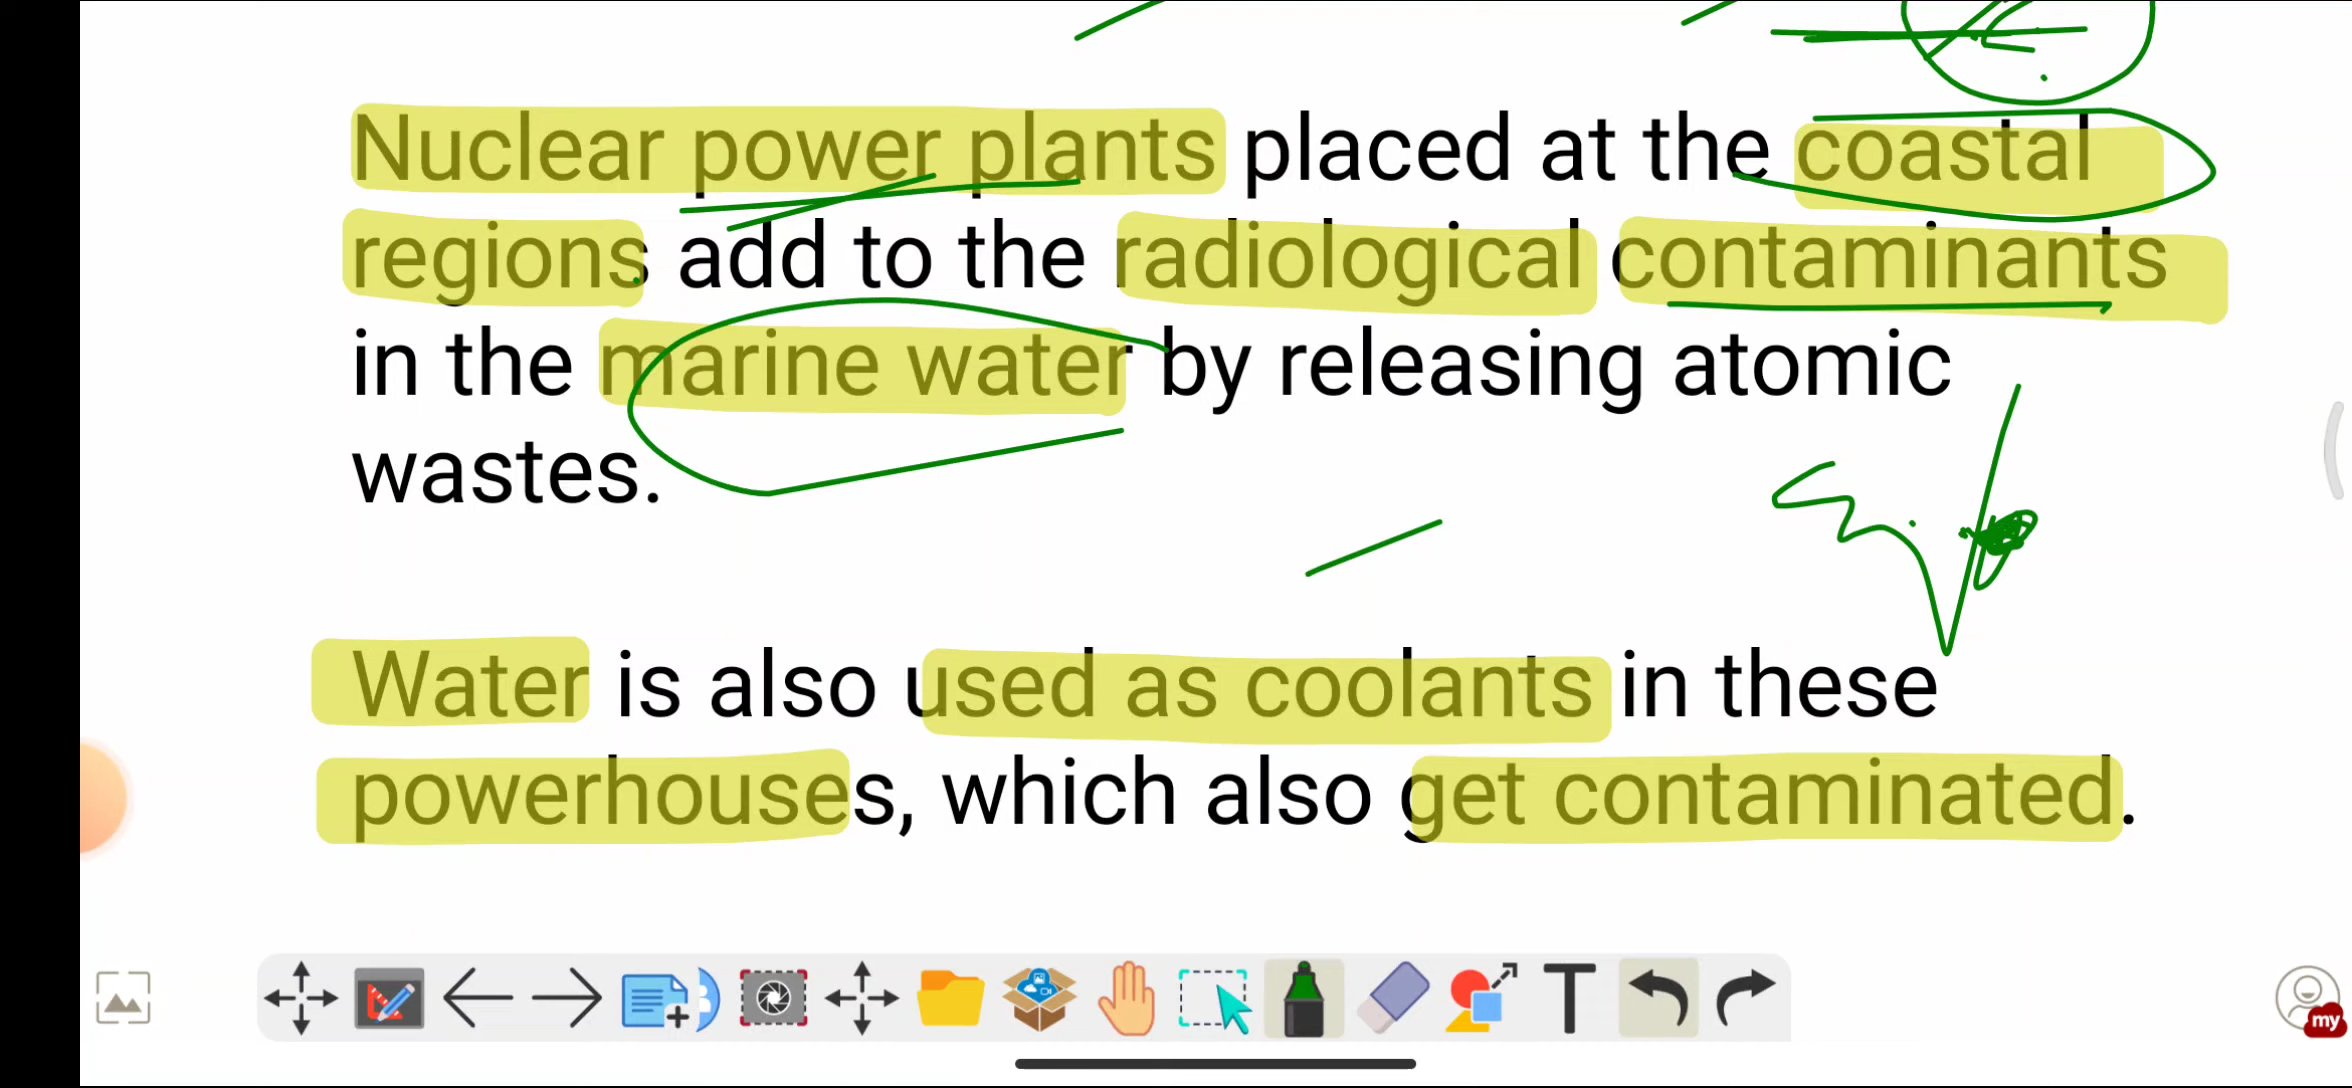 Nuclear power plants placed at the coastal
regions add to the radiological contaminants
in the marine water by releasing atomic
wastes.
Water is also used as coolants in these
powerhouses, which also get contaminated.
T
my